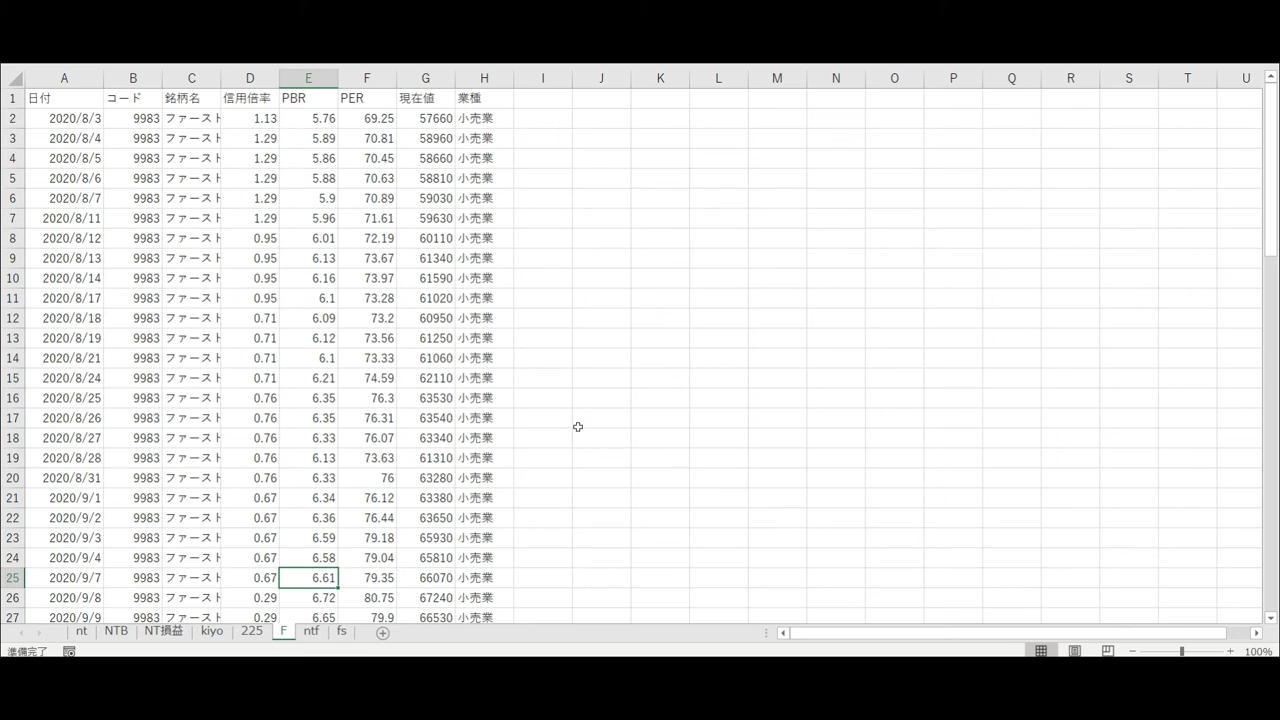 A B C D E F G H I J K L M N O P Q R S T U
1 日付 コード 銘柄名 信用倍率 PBR PER 現在値 業種
2 2020/8/3 9983 ファースト 1.13 5.76 69.25 57660 小売業
3 2020/8/4 9983 ファースト 1.29 5.89 70.81 58960 小売業
4 2020/8/5 9983 ファースト 1.29 5.86 70.45 58660 小売業
5 2020/8/6 9983 ファースト 1.29 5.88 70.63 58810 小売業
6 2020/8/7 9983 ファースト 1.29 5.9 70.89 59030 小売業
7 2020/8/11 9983 ファースト 1.29 5.96 71.61 59630 小売業
8 2020/8/12 9983 ファースト 0.95 6.01 72.19 60110 小売業
9 2020/8/13 9983 ファースト 0.95 6.13 73.67 61340 小売業
10 2020/8/14 9983 ファースト 0.95 6.16 73.97 61590 小売業
11 2020/8/17 9983 ファースト 0.95 6.1 73.28 61020 小売業
12 2020/8/18 9983 ファースト 0.71 6.09 73.2 60950 小売業
13 2020/8/19 9983 ファースト 0.71 6.12 73.56 61250 小売業
14 2020/8/21 9983 ファースト 0.71 6.1 73.33 61060 小売業
15 2020/8/24 9983 ファースト 0.71 6.21 74.59 62110 小売業
16 2020/8/25 9983 ファースト 0.76 6.35 76.3 63530 小売業
17 2020/8/26 9983 ファースト 0.76 6.35 76.31 63540 小売業
18 2020/8/27 9983 ファースト 0.76 6.33 76.07 63340 小売業
19 2020/8/28 9983 ファースト 0.76 6.13 73.63 61310 小売業
20 2020/8/31 9983 ファースト 0.76 6.33 76 63280 小売業
21 2020/9/1 9983 ファースト 0.67 6.34 76.12 63380 小売業
22 2020/9/2 9983 ファースト 0.67 6.36 76.44 63650 小売業
23 2020/9/3 9983 ファースト 0.67 6.59 79.18 65930 小売業
24 2020/9/4 9983 ファースト 0.67 6.58 79.04 65810 小売業
25 2020/9/7 9983 ファースト 0.67 6.61 79.35 66070 小売業
26 2020/9/8 9983 ファースト 0.29 6.72 80.75 67240 小売業
27 2020/9/9 9983 ファースト 0.29 6.65 79.9 66530 小売業
nt NTB NT損益 kiyo 225 F ntf fs
準備完了 100%